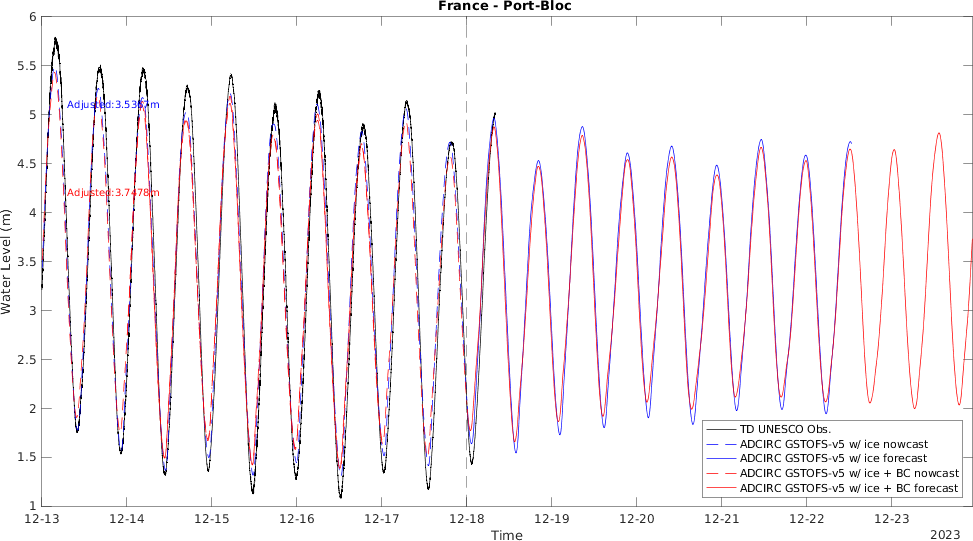 France - Port-Bloc
Water Level (m)
6
5.5
5
4.5
4
3.5
3
2.5
2
1.5
1
Adjusted:3.5307m
Adjusted:3.7478m
TD UNESCO Obs.
ADCIRC GSTOFS-v5 w/ ice nowcast
ADCIRC GSTOFS-v5 w/ ice forecast
ADCIRC GSTOFS-v5 w/ ice + BC nowcast
ADCIRC GSTOFS-v5 w/ ice + BC forecast
12-13 12-14 12-15 12-16 12-17 12-18 12-19 12-20 12-21 12-22 12-23
Time
2023